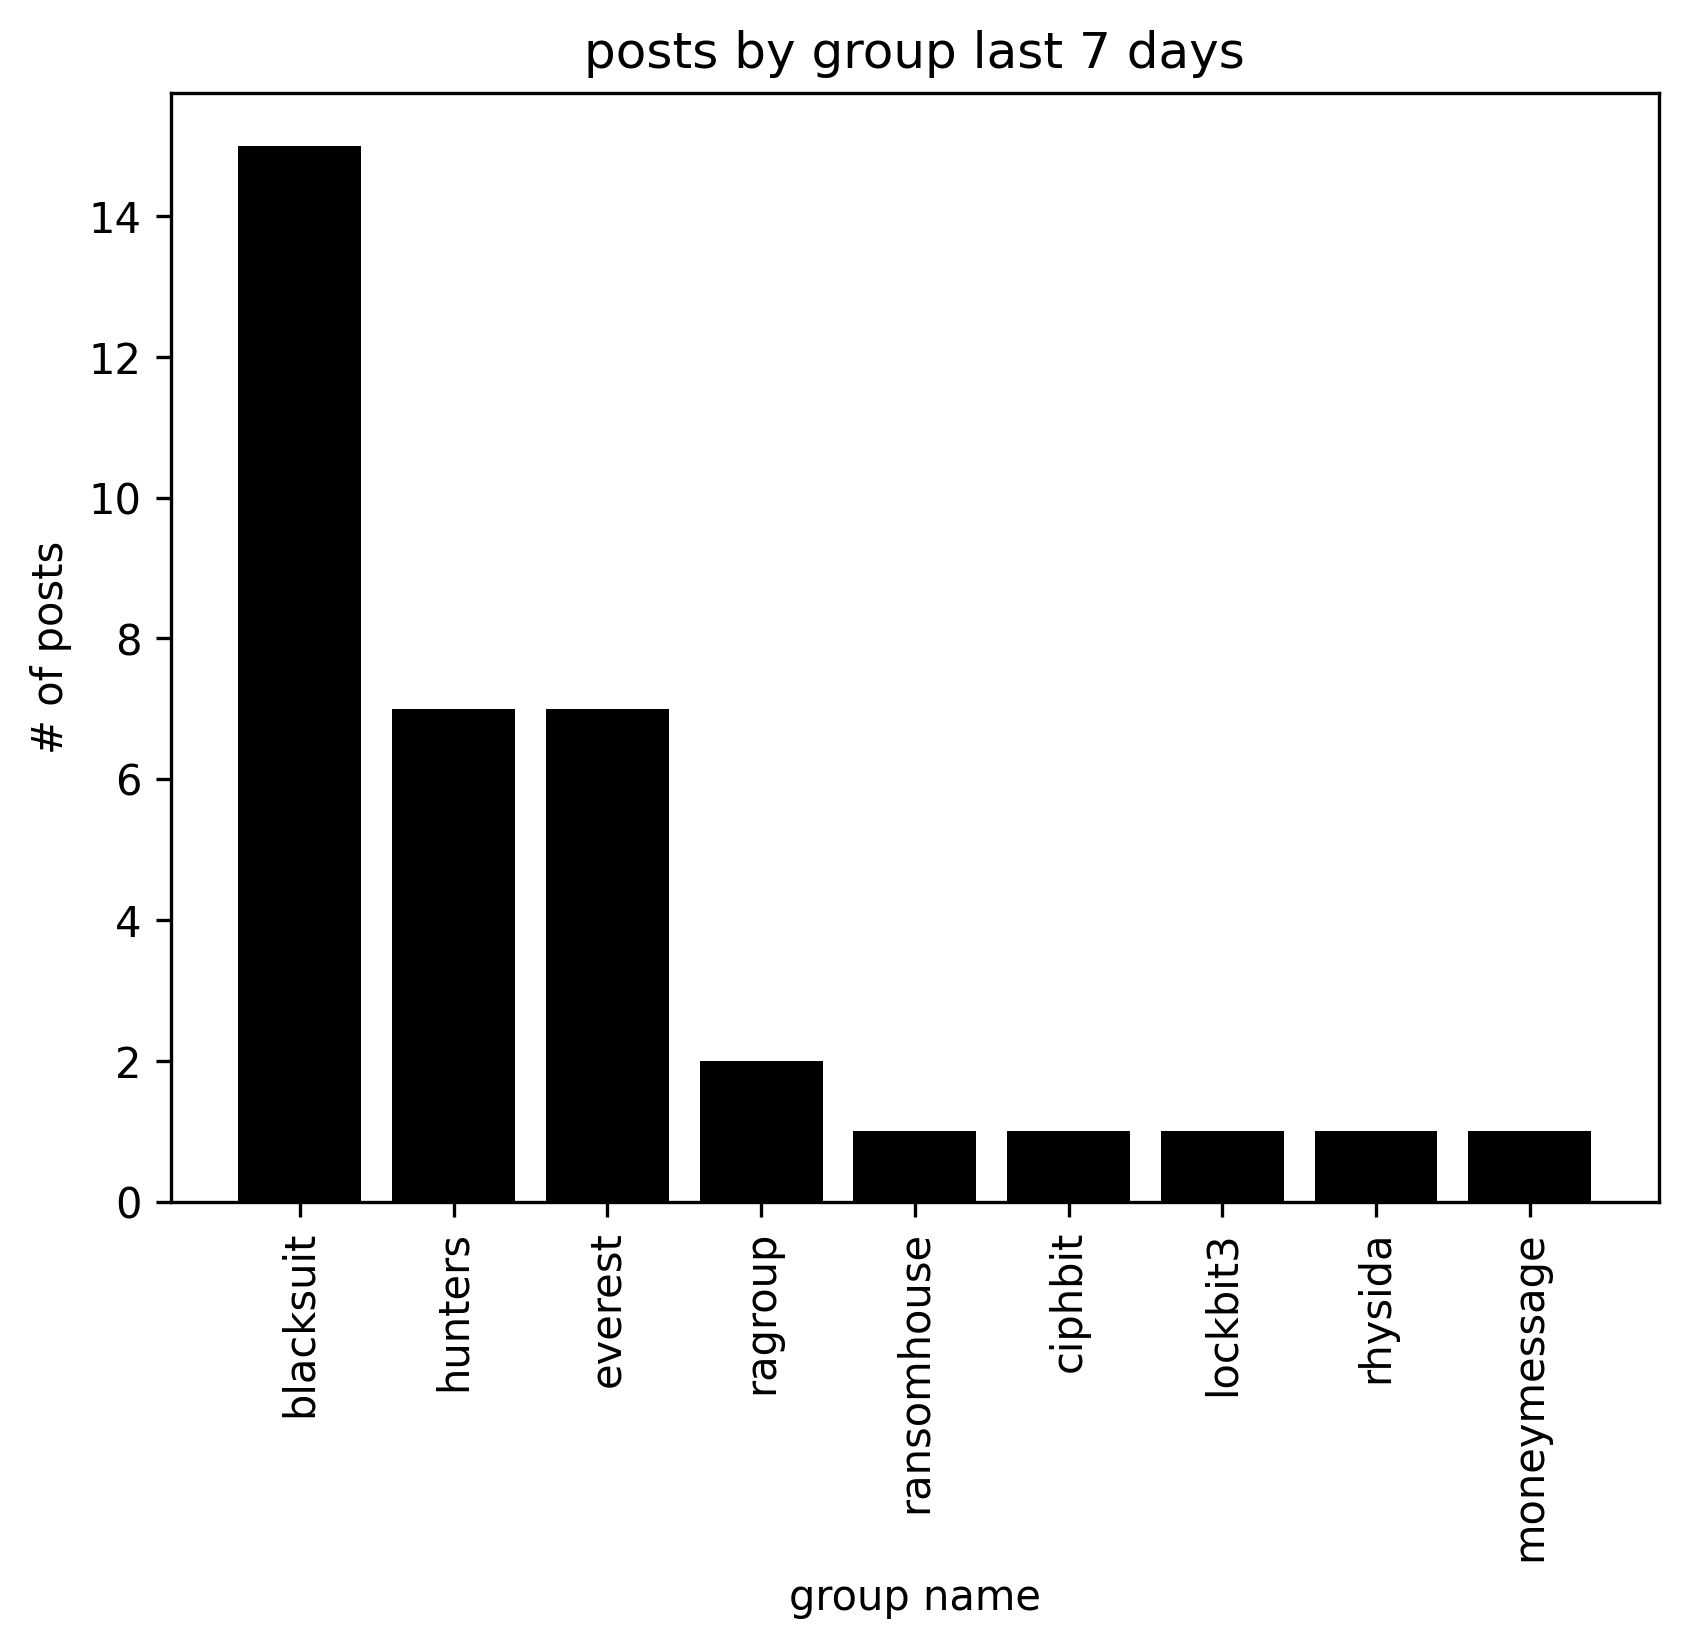 posts by group last 7 days
# of posts
14
12
10
8
6
4
2
0
blacksuit
hunters
everest
ragroup
ransomhouse
ciphbit
lockbit3
rhysida
moneymessage
group name